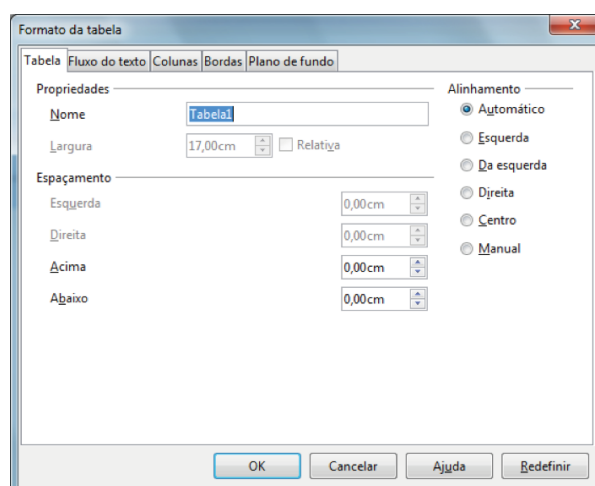 Formato da tabela
Tabela Fluxo do texto Colunas Bordas Plano de fundo
Propriedades
Nome Tabela1
Largura 17,00cm Relativa
Espaçamento
Esquerda 0,00cm
Direita 0,00cm
Acima 0,00cm
Abaixo 0,00cm
Alinhamento
Automático
Esquerda
Da esquerda
Direita
Centro
Manual
OK Cancelar Ajuda Redefinir